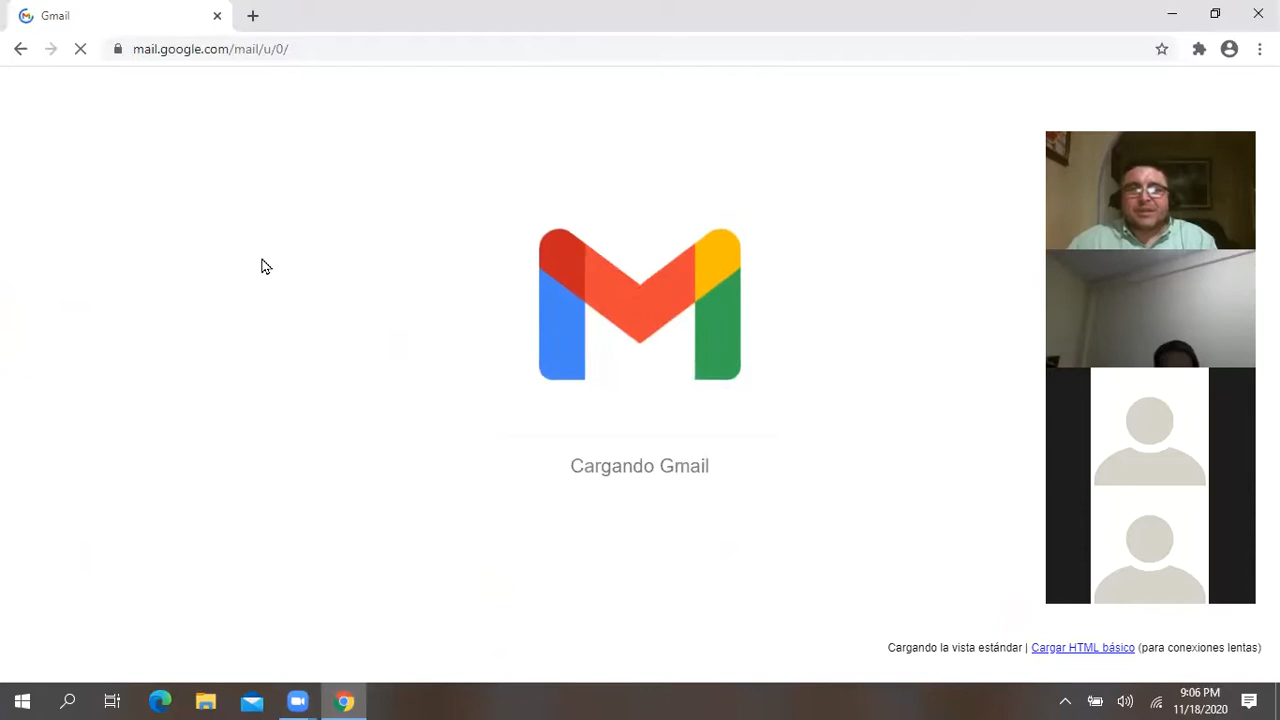 Gmail
mail.google.com/mail/u/0/
Cargando Gmail
Cargando la vista estándar | Cargar HTML básico (para conexiones lentas)
9:06 PM
11/18/2020